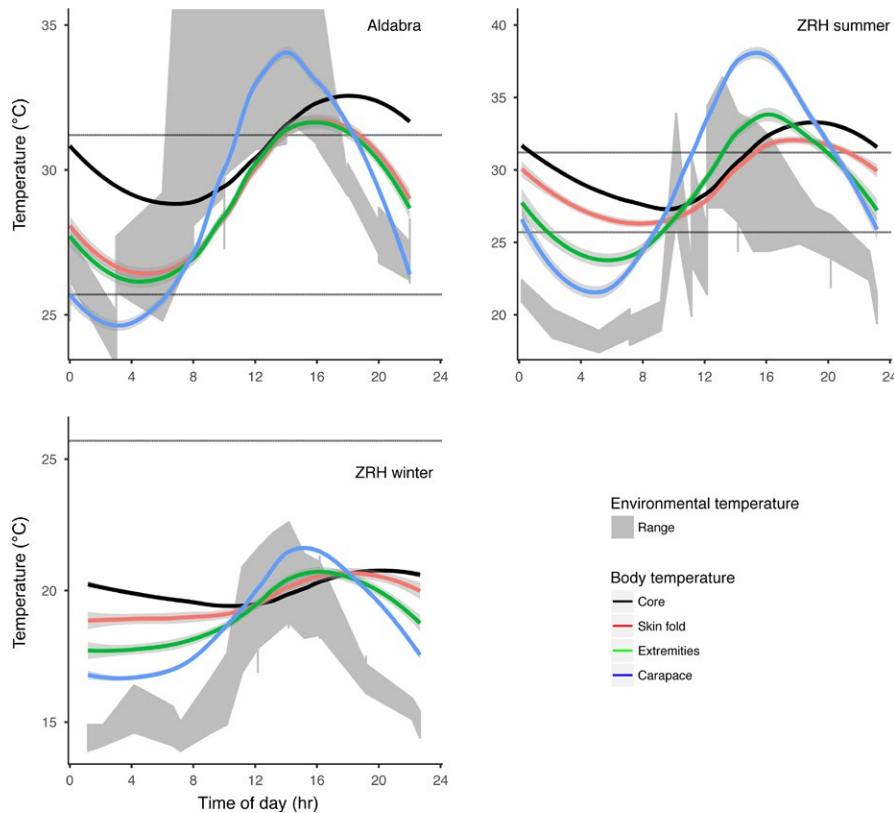 Aldabra
35
30
25
Temperature (°C)
0 4 8 12 16 20 24
ZRH summer
40
35
30
25
20
0 4 8 12 16 20 24
ZRH winter
25
20
15
Temperature (°C)
0 4 8 12 16 20 24
Time of day (hr)
Environmental temperature
Range
Body temperature
Core
Skin fold
Extremities
Carapace